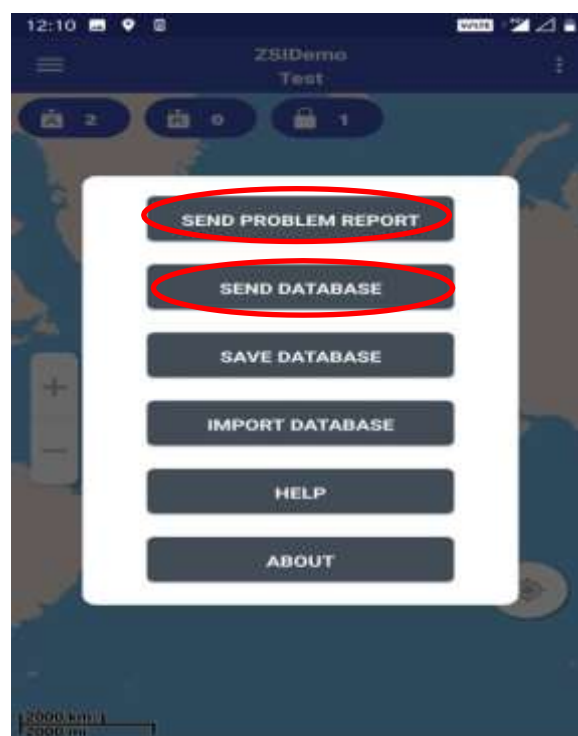 12:10
ZSIDemo
Test
2
0
1
SEND PROBLEM REPORT
SEND DATABASE
SAVE DATABASE
+
IMPORT DATABASE
−
HELP
ABOUT
2000 km
2000 mi